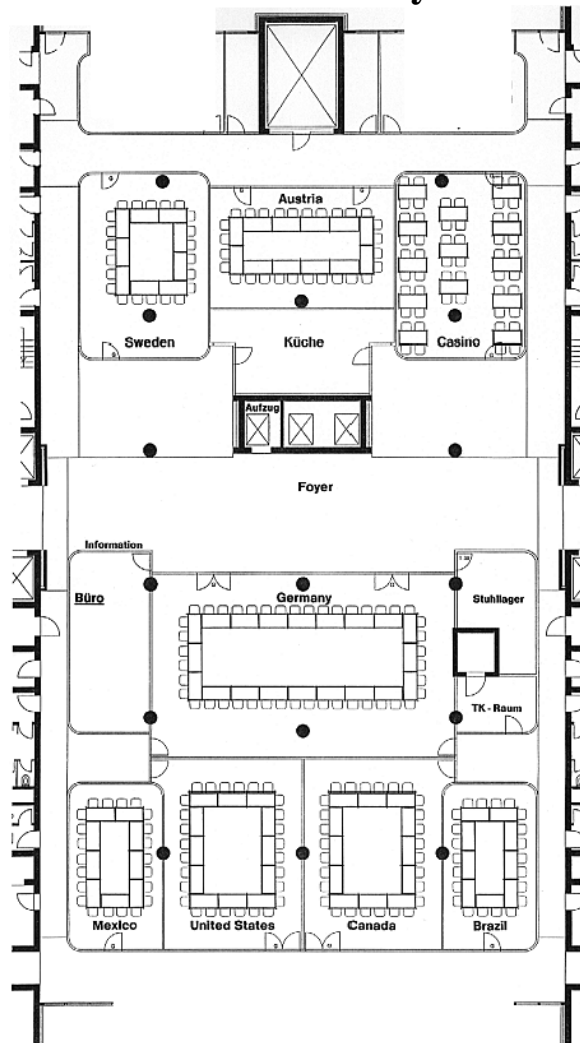 Austria
Sweden
Küche
Casino
Aufzug
Foyer
Information
Büro
Germany
Stuhllager
TK - Raum
Mexico
United States
Canada
Brazil